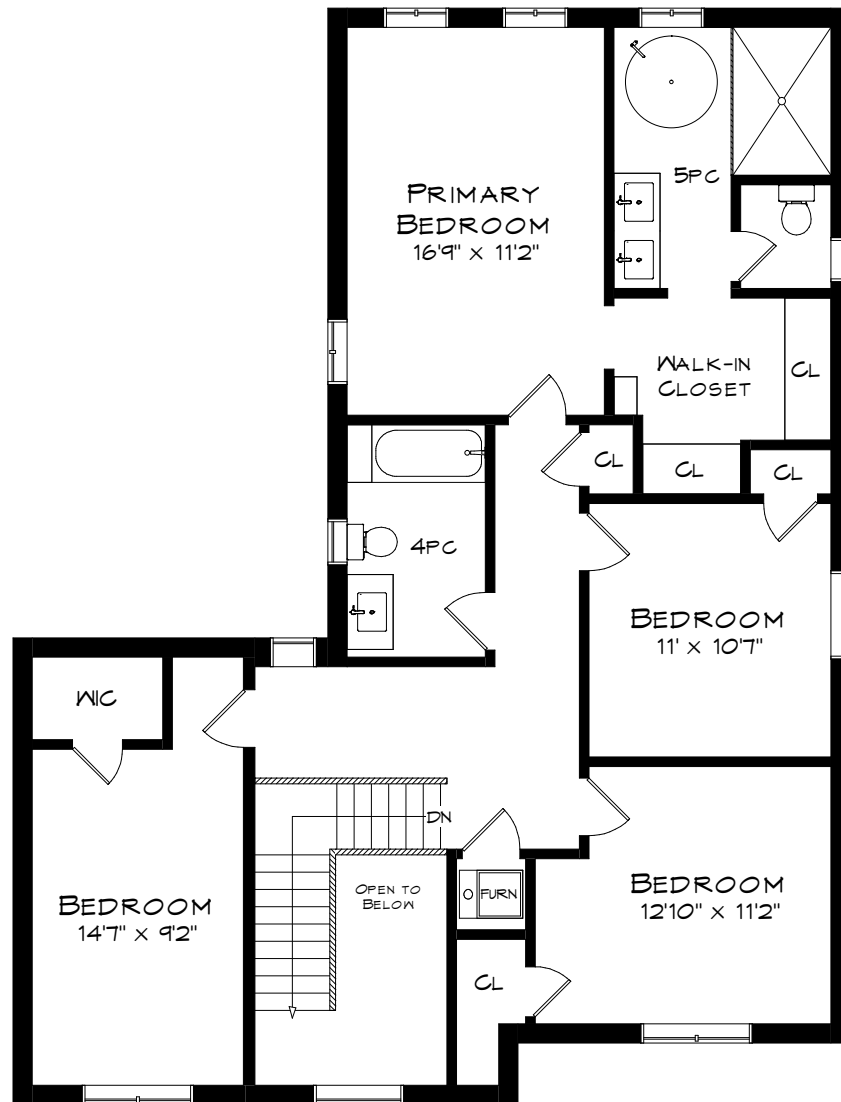 PRIMARY
BEDROOM
16'9" x 11'2"
5PC
WALK-IN
CLOSET
CL
CL
CL
CL
4PC
BEDROOM
11' x 10'7"
WIC
DN
OPEN TO
BELOW
FURN
BEDROOM
12'10" x 11'2"
BEDROOM
14'7" x 9'2"
CL